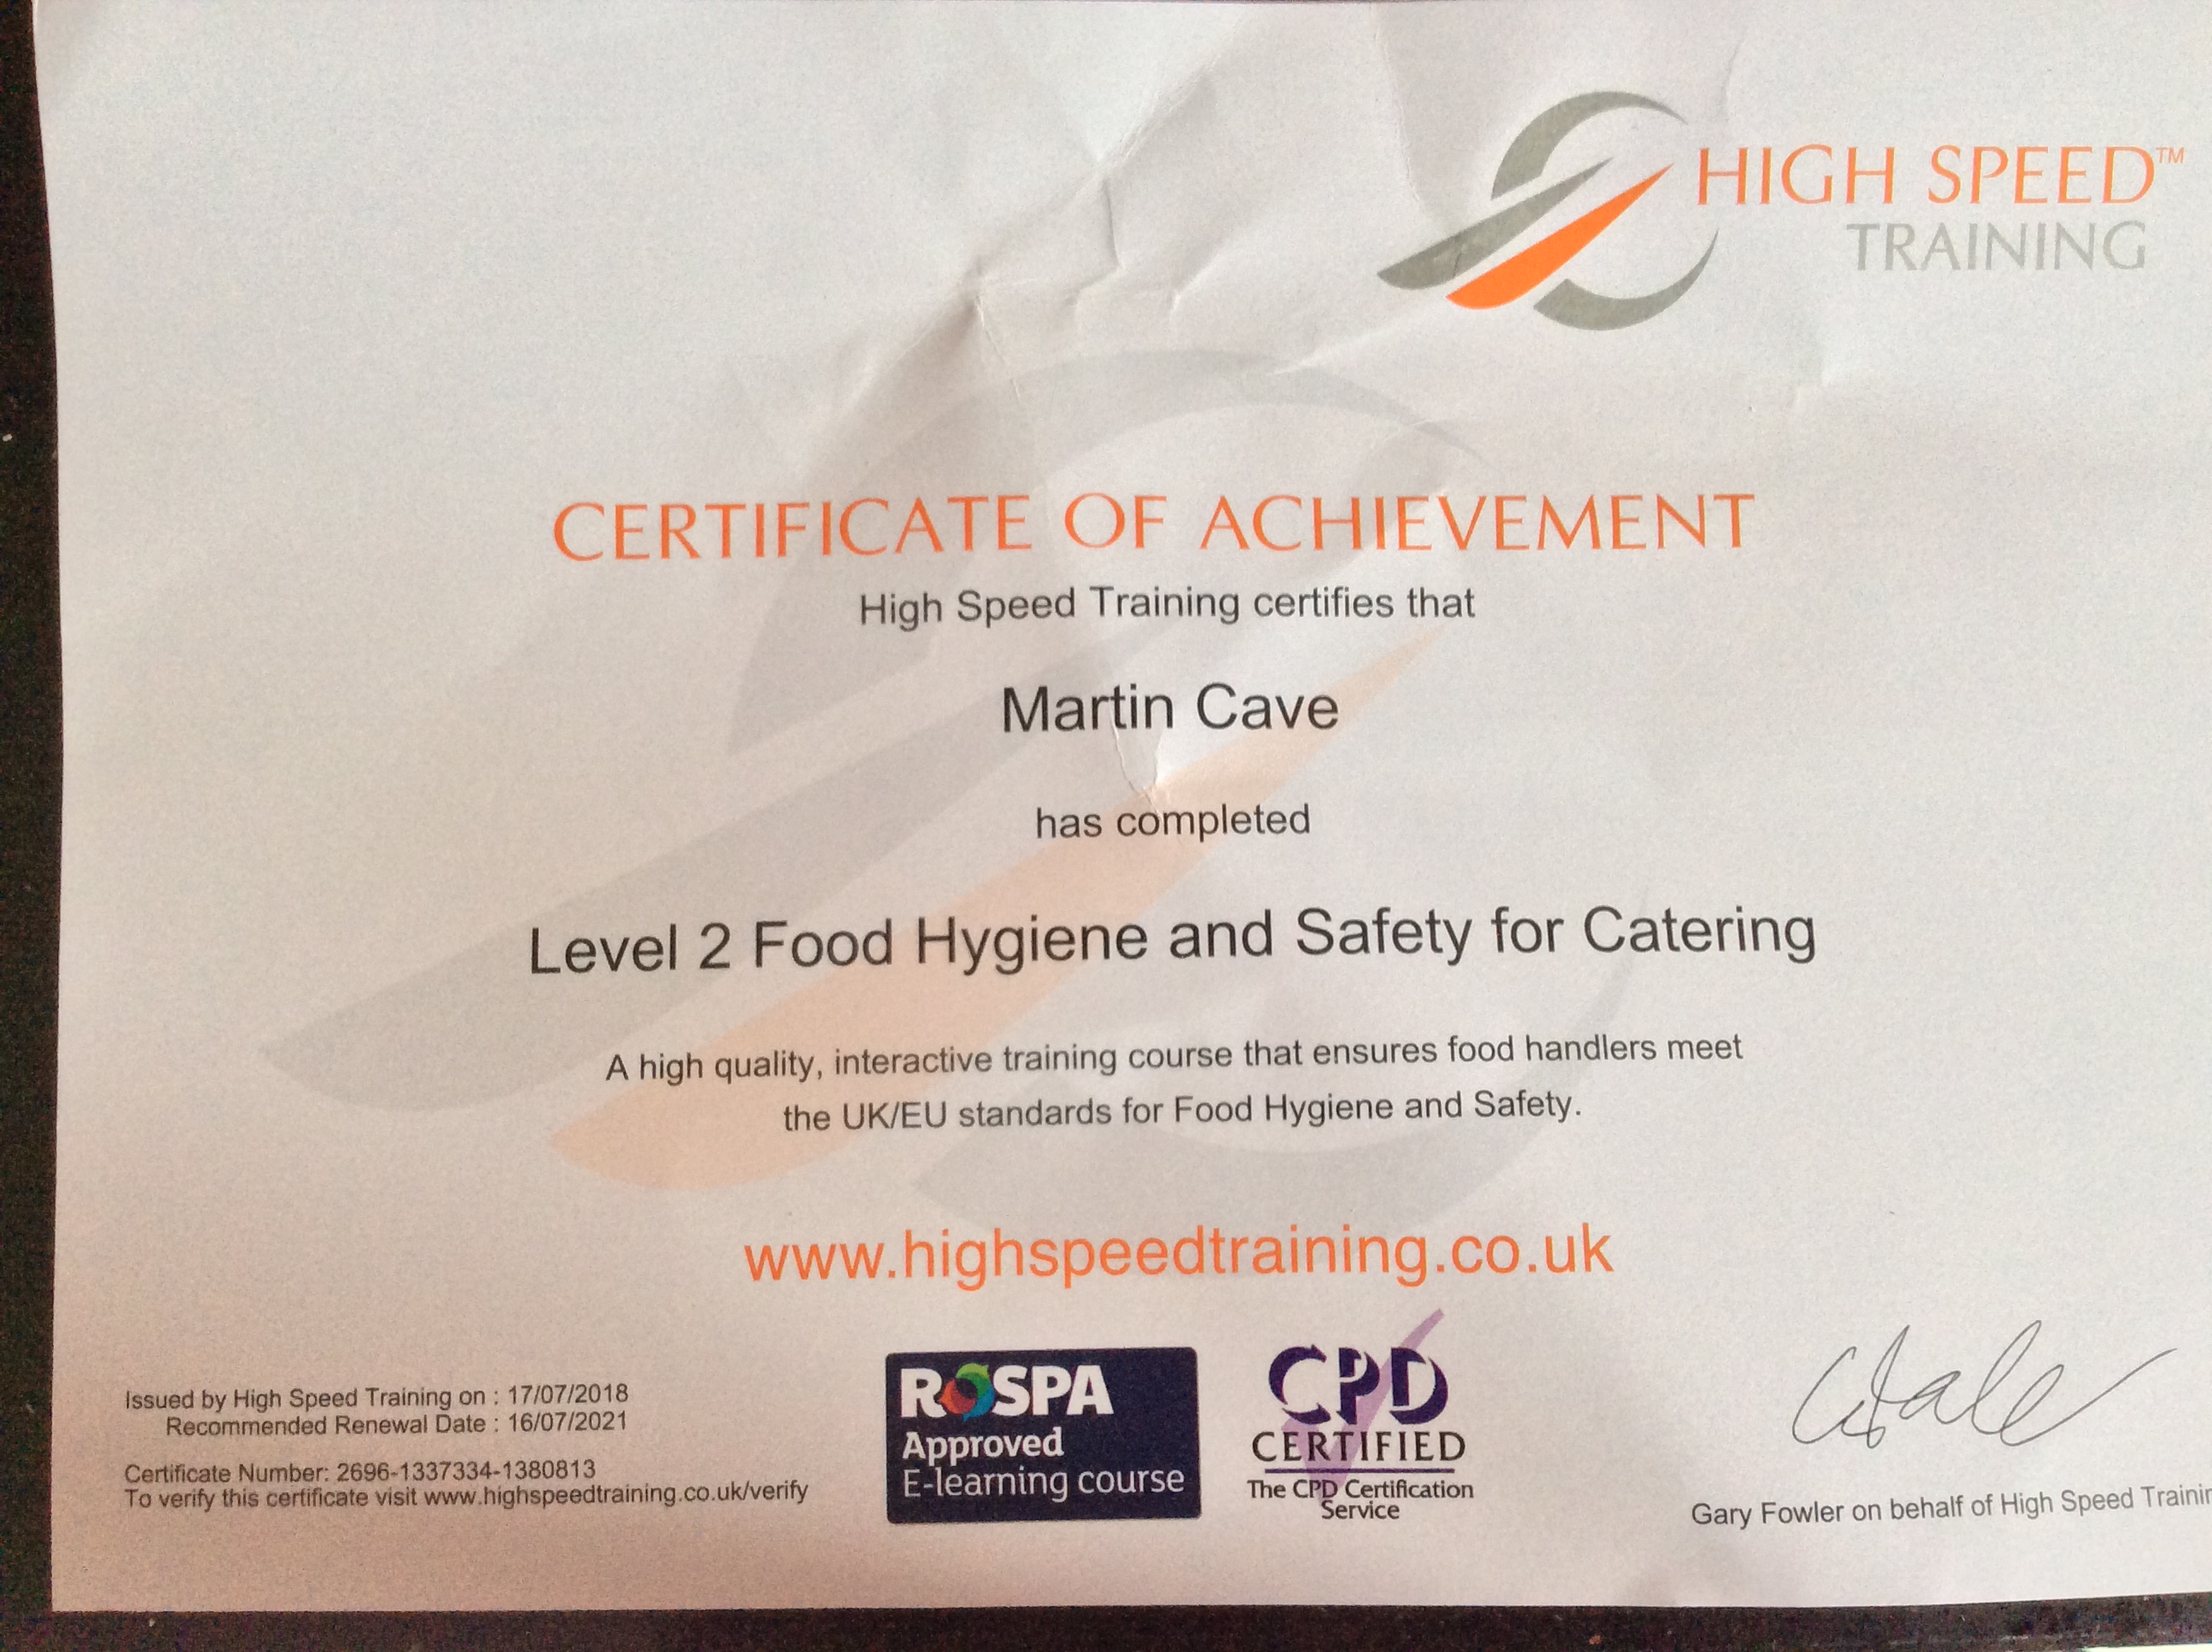 HIGH SPEED™
TRAINING
CERTIFICATE OF ACHIEVEMENT
High Speed Training certifies that
Martin Cave
has completed
Level 2 Food Hygiene and Safety for Catering
A high quality, interactive training course that ensures food handlers meet
the UK/EU standards for Food Hygiene and Safety.
www.highspeedtraining.co.uk
Issued by High Speed Training on : 17/07/2018
Recommended Renewal Date : 16/07/2021
Certificate Number: 2696-1337334-1380813
To verify this certificate visit www.highspeedtraining.co.uk/verify
ROSPA
Approved
E-learning course
CPD
CERTIFIED
The CPD Certification
Service
Gary Fowler on behalf of High Speed Trainin